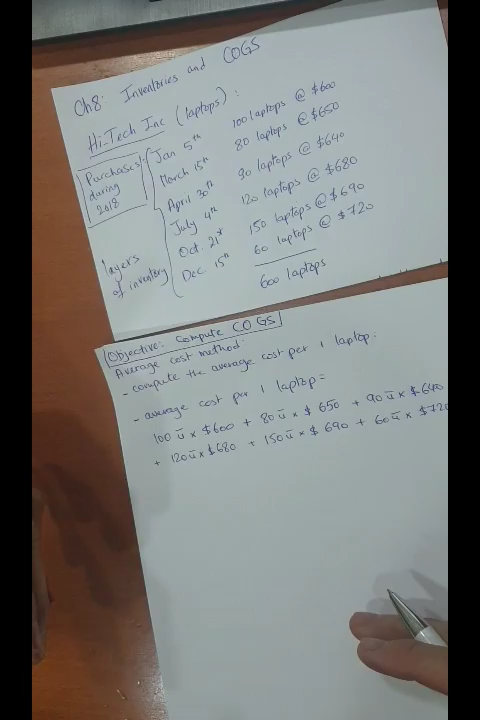 Ch8: Inventories and COGS
Hi-Tech Inc (laptops):
Purchases during 2018
Jan 5th 100 laptops @ $600
March 15th 80 laptops @ $650
April 30th 90 laptops @ $640
July 4th 120 laptops @ $680
Oct. 21st 150 laptops @ $690
Dec. 15th 60 laptops @ $720
600 laptops
layers of inventory
Objective: Compute COGS
Average cost method:
- compute the average cost per 1 laptop:
- average cost per 1 laptop =
100 ū x $600 + 80 ū x $ 650 + 90 ū x $640
+ 120 ū x $680 + 150 ū x $ 690 + 60 ū x $720